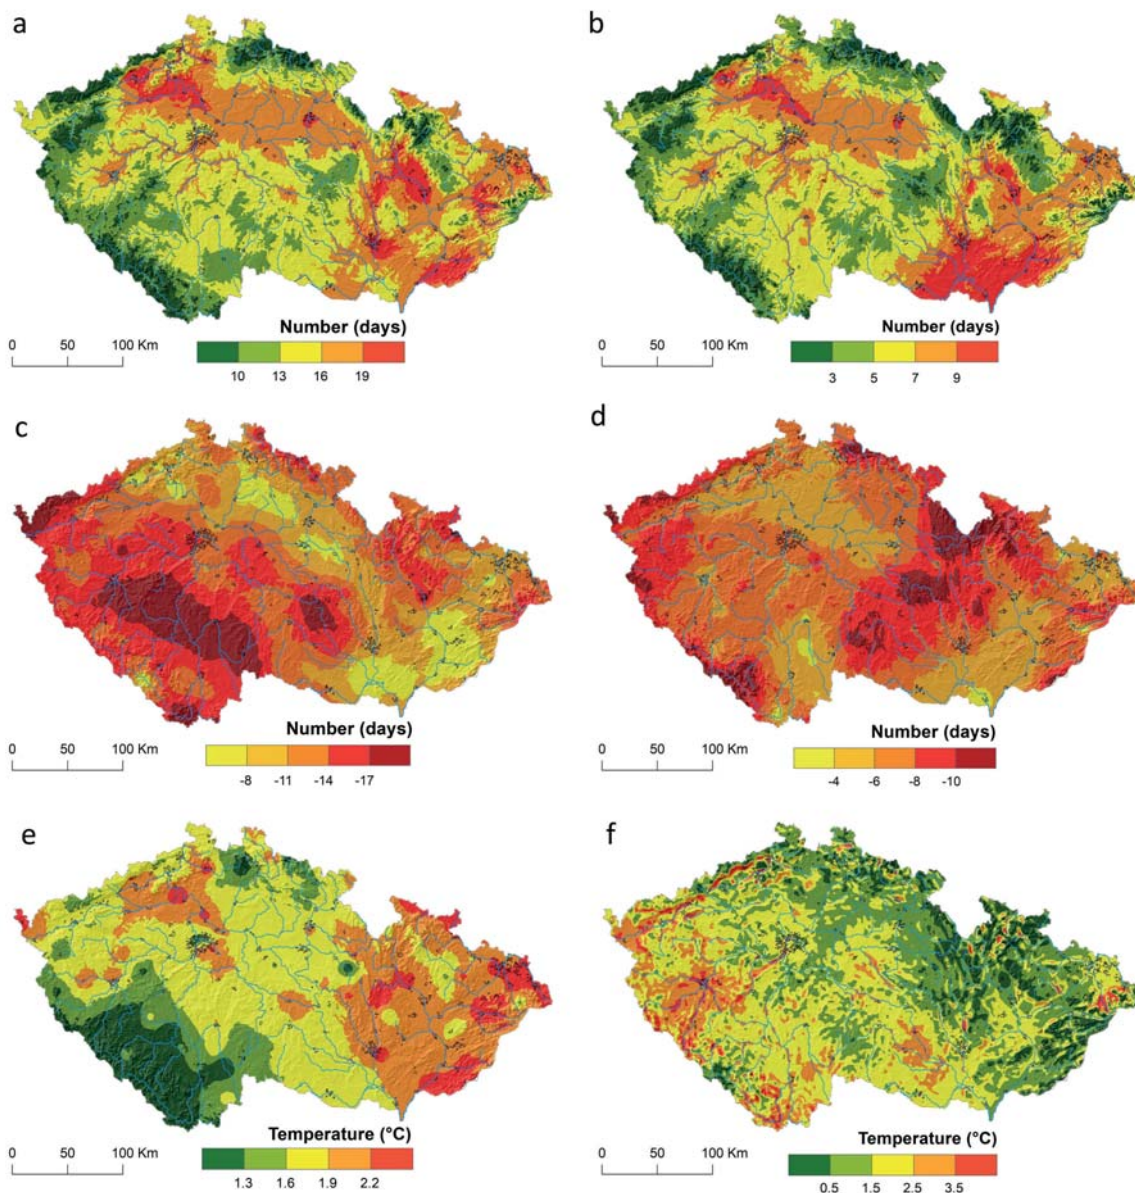 a
b
Number (days)
0 50 100 Km
10 13 16 19
Number (days)
0 50 100 Km
3 5 7 9
c
d
Number (days)
0 50 100 Km
-8 -11 -14 -17
Number (days)
0 50 100 Km
-4 -6 -8 -10
e
f
Temperature (°C)
0 50 100 Km
1.3 1.6 1.9 2.2
Temperature (°C)
0 50 100 Km
0.5 1.5 2.5 3.5